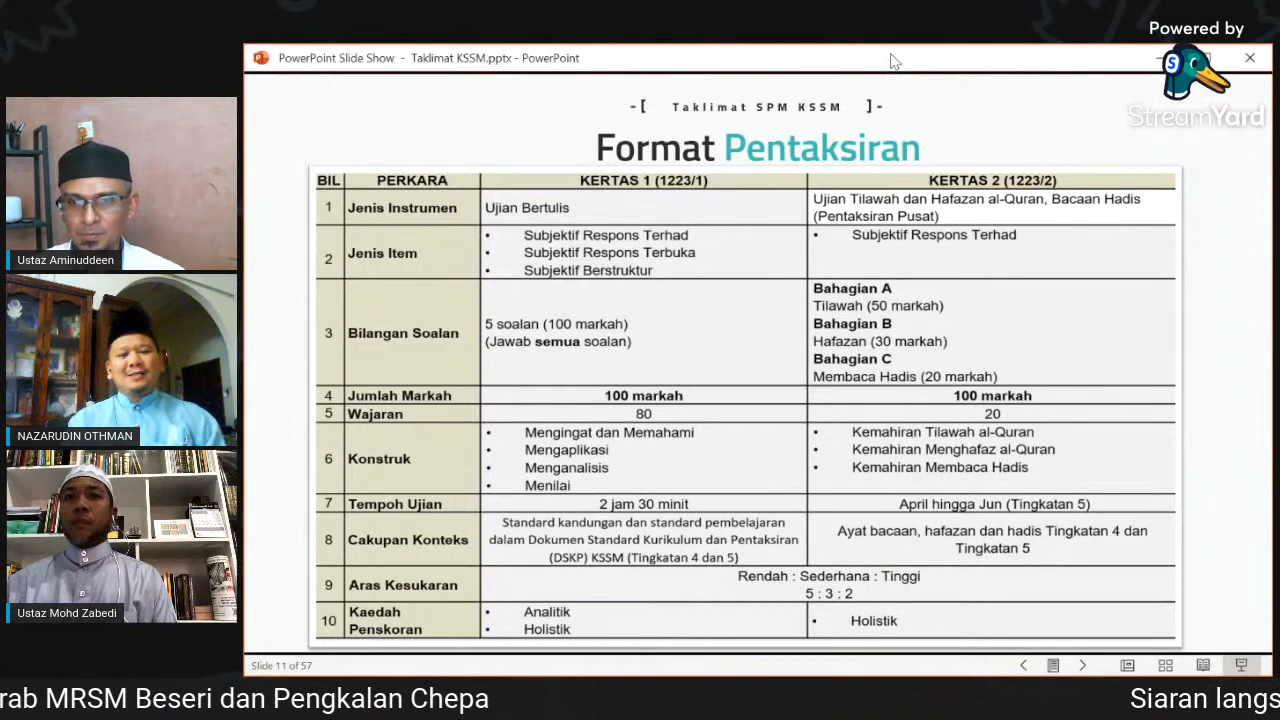 Powered by
StreamYard
PowerPoint Slide Show - Taklimat KSSM.pptx - PowerPoint
-[ Taklimat SPM KSSM ]-
Format Pentaksiran
BIL PERKARA KERTAS 1 (1223/1) KERTAS 2 (1223/2)
1 Jenis Instrumen Ujian Bertulis Ujian Tilawah dan Hafazan al-Quran, Bacaan Hadis
(Pentaksiran Pusat)
2 Jenis Item
• Subjektif Respons Terhad
• Subjektif Respons Terbuka
• Subjektif Berstruktur
• Subjektif Respons Terhad
3 Bilangan Soalan
5 soalan (100 markah)
(Jawab semua soalan)
Bahagian A
Tilawah (50 markah)
Bahagian B
Hafazan (30 markah)
Bahagian C
Membaca Hadis (20 markah)
4 Jumlah Markah 100 markah 100 markah
5 Wajaran 80 20
6 Konstruk
• Mengingat dan Memahami
• Mengaplikasi
• Menganalisis
• Menilai
• Kemahiran Tilawah al-Quran
• Kemahiran Menghafaz al-Quran
• Kemahiran Membaca Hadis
7 Tempoh Ujian 2 jam 30 minit April hingga Jun (Tingkatan 5)
8 Cakupan Konteks
Standard kandungan dan standard pembelajaran
dalam Dokumen Standard Kurikulum dan Pentaksiran
(DSKP) KSSM (Tingkatan 4 dan 5)
Ayat bacaan, hafazan dan hadis Tingkatan 4 dan
Tingkatan 5
9 Aras Kesukaran
Rendah : Sederhana : Tinggi
5 : 3 : 2
10 Kaedah
Penskoran
• Analitik
• Holistik
• Holistik
Slide 11 of 57
Ustaz Aminuddeen
NAZARUDIN OTHMAN
Ustaz Mohd Zabedi
rab MRSM Beseri dan Pengkalan Chepa
Siaran langs